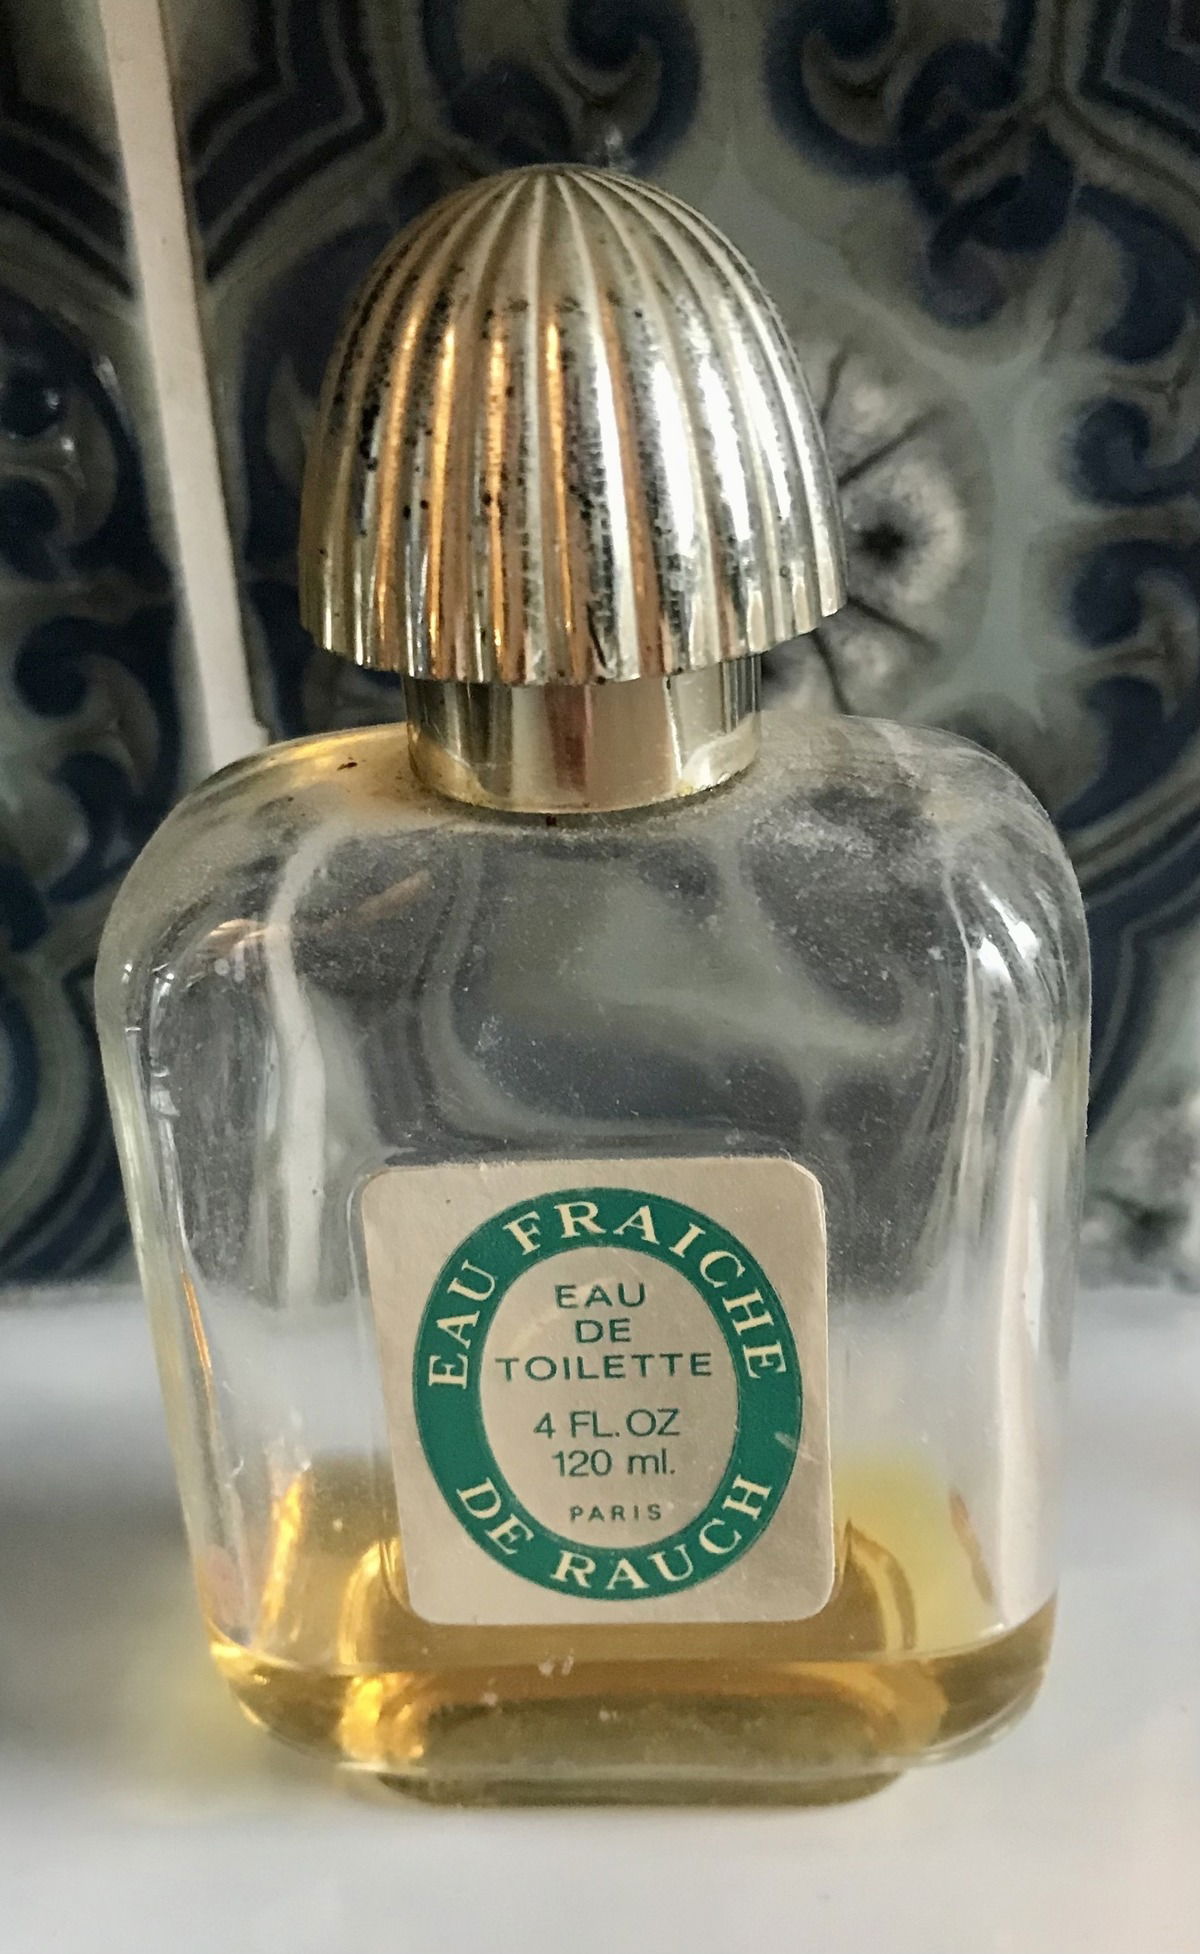 EAU FRAICHE
EAU
DE
TOILETTE
4 FL. OZ
120 ml.
PARIS
DE RAUCH